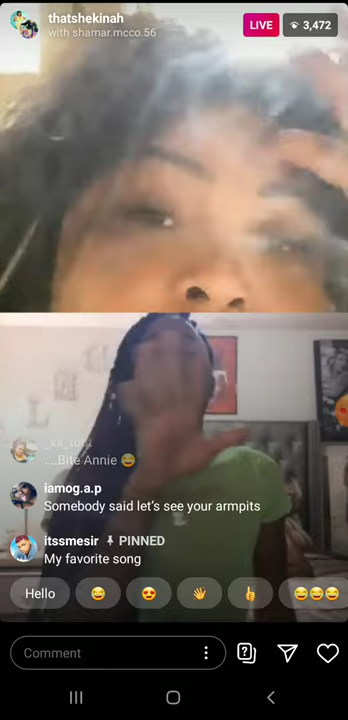 thatshekinah
LIVE
3,472
with shamar.mcco.56
....Bite Annie 😂
iamog.a.p
Somebody said let's see your armpits
itssmesir PINNED
My favorite song
Hello 😂 😍 👋 👍 😂😂😂
Comment